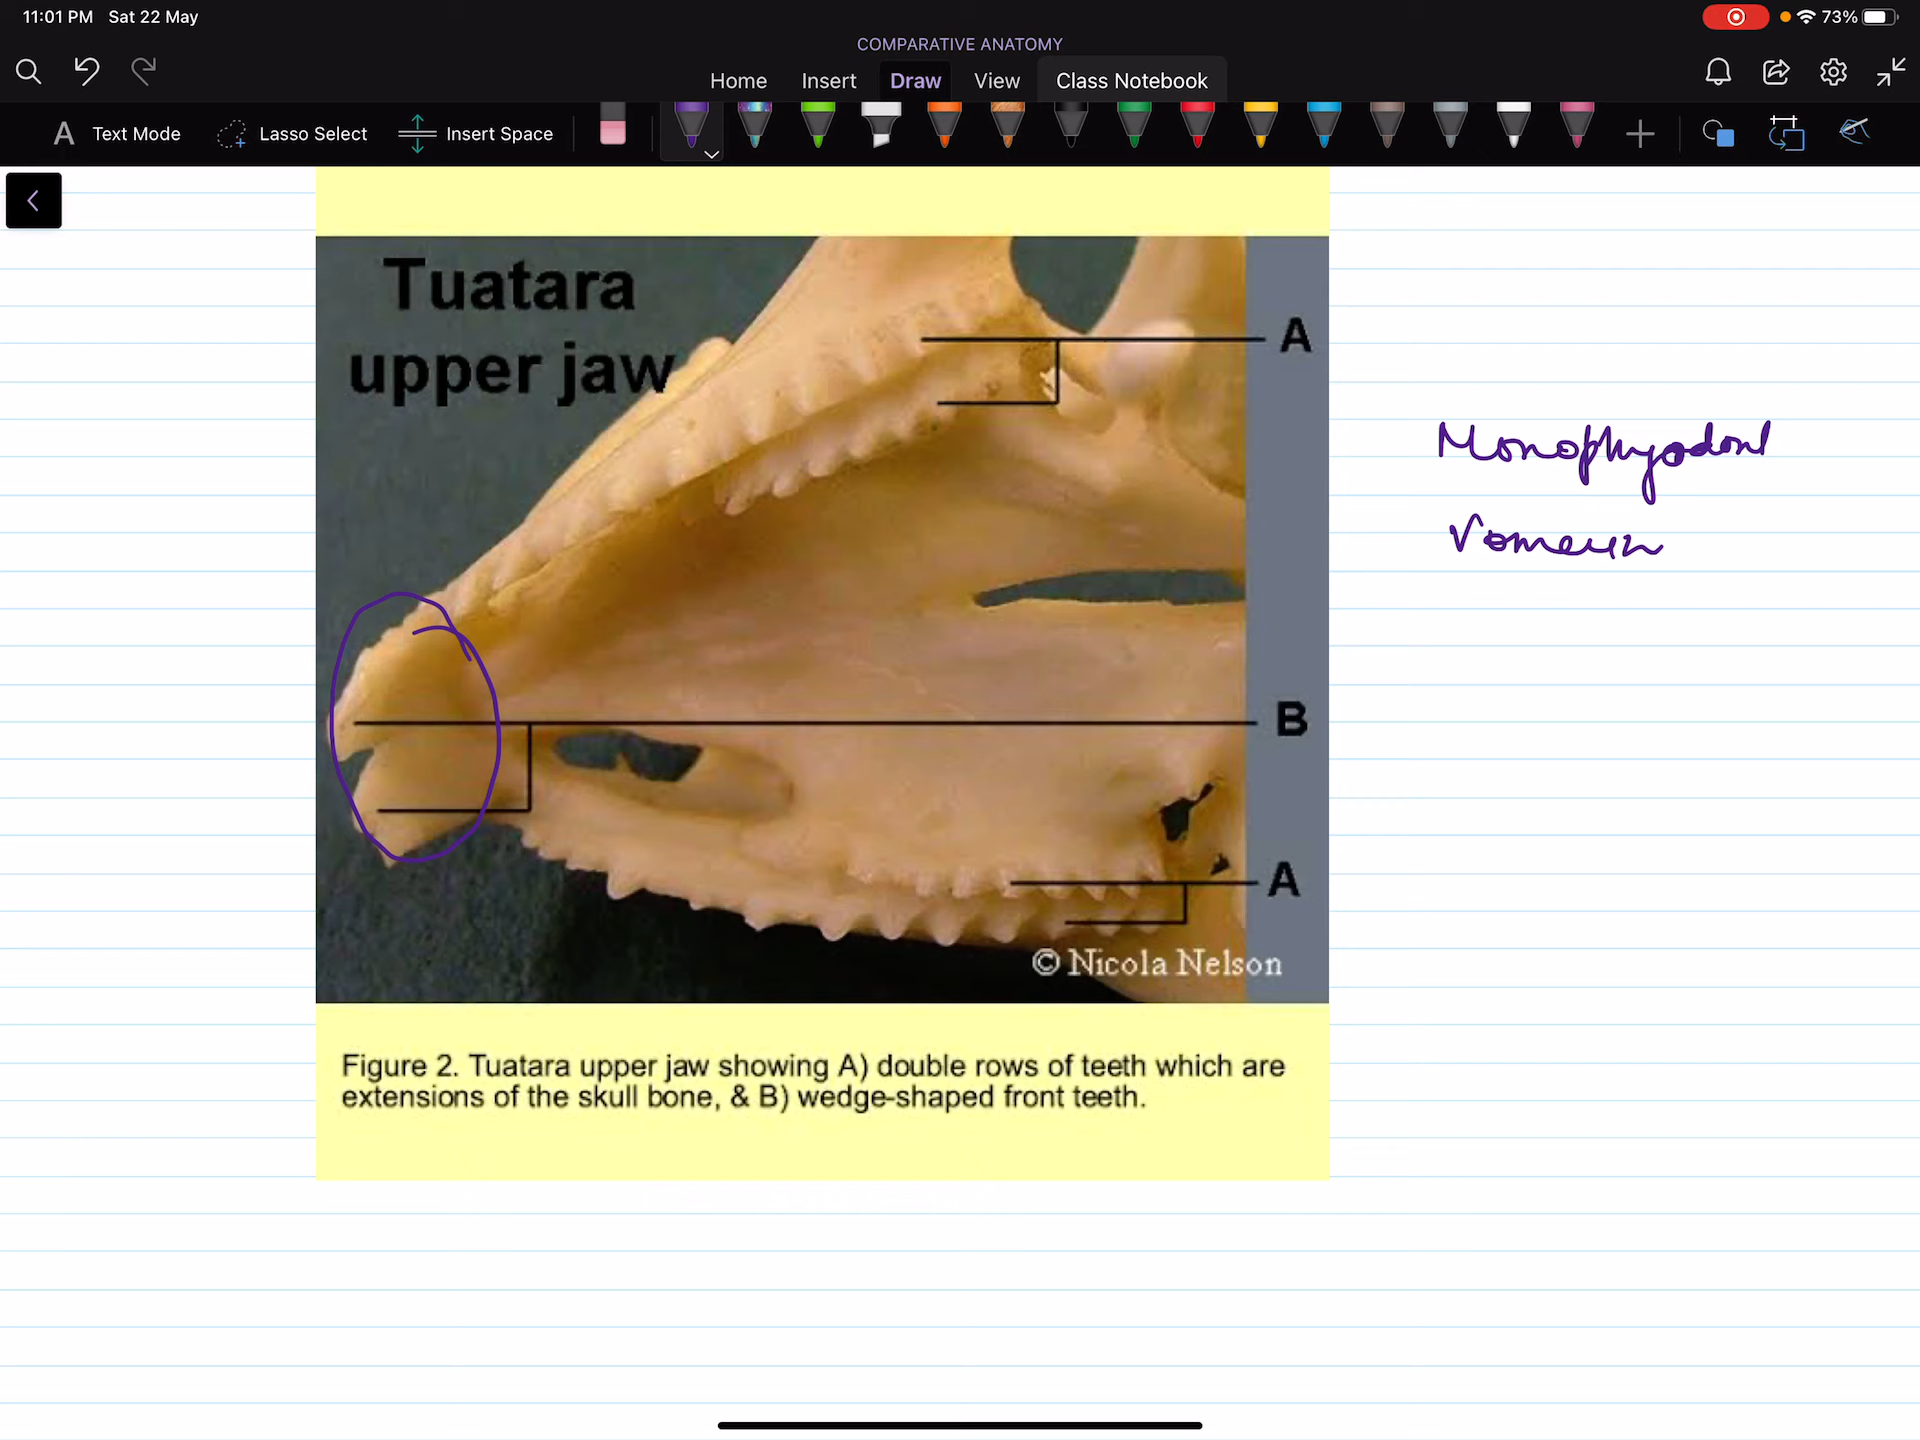 11:01 PM Sat 22 May
73%
COMPARATIVE ANATOMY
Home Insert Draw View Class Notebook
A Text Mode Lasso Select Insert Space
Tuatara
upper jaw
A
Monophyodont
B
A
© Nicola Nelson
Figure 2. Tuatara upper jaw showing A) double rows of teeth which are
extensions of the skull bone, & B) wedge-shaped front teeth.